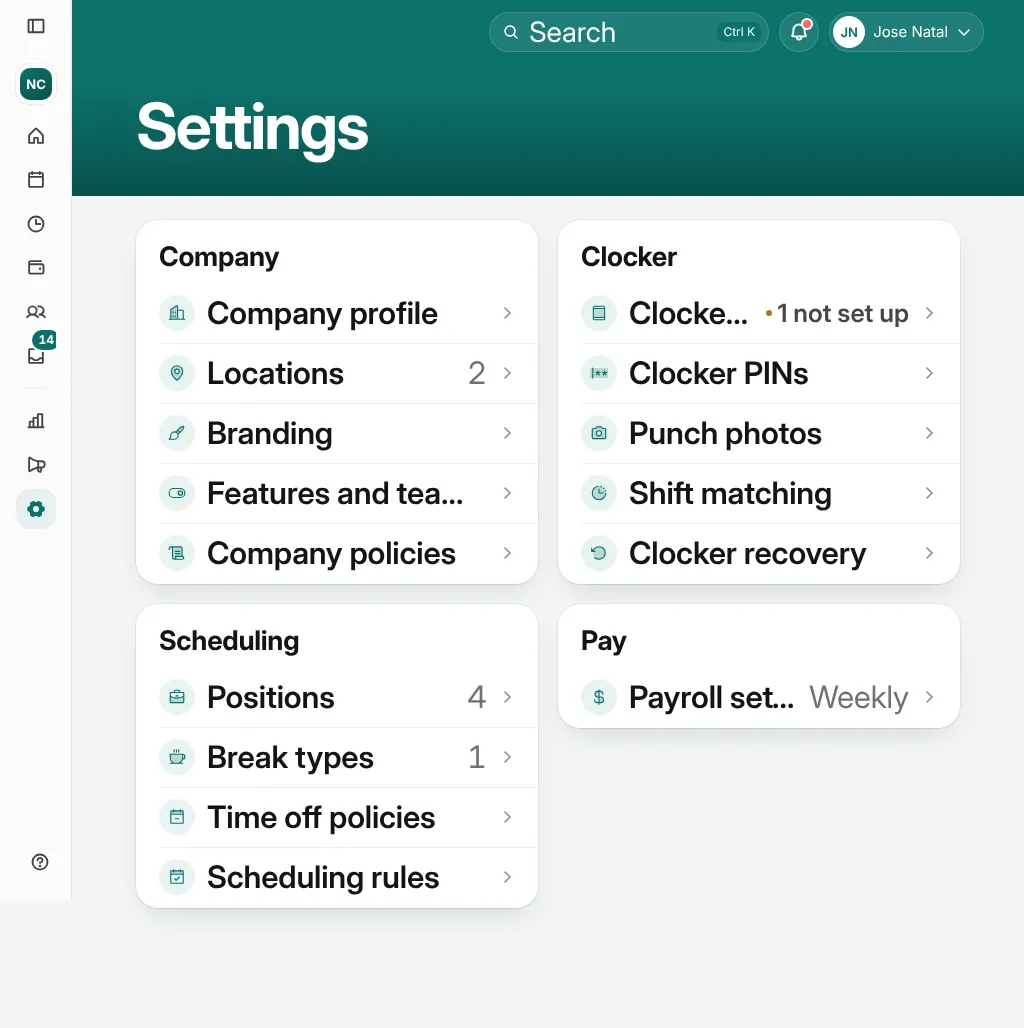 Search
Ctrl K
JN
Jose Natal
NC
Settings
14
Company
Company profile
Locations
2
Branding
Features and tea...
Company policies
Clocker
Clocke...
1 not set up
Clocker PINs
Punch photos
Shift matching
Clocker recovery
Scheduling
Positions
4
Break types
1
Time off policies
Scheduling rules
Pay
$
Payroll set...
Weekly